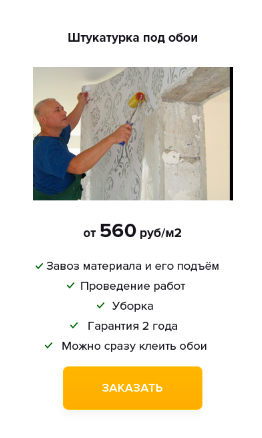 Штукатурка под обои
от 560 руб/м2
Завоз материала и его подъём
Проведение работ
Уборка
Гарантия 2 года
Можно сразу клеить обои
ЗАКАЗАТЬ